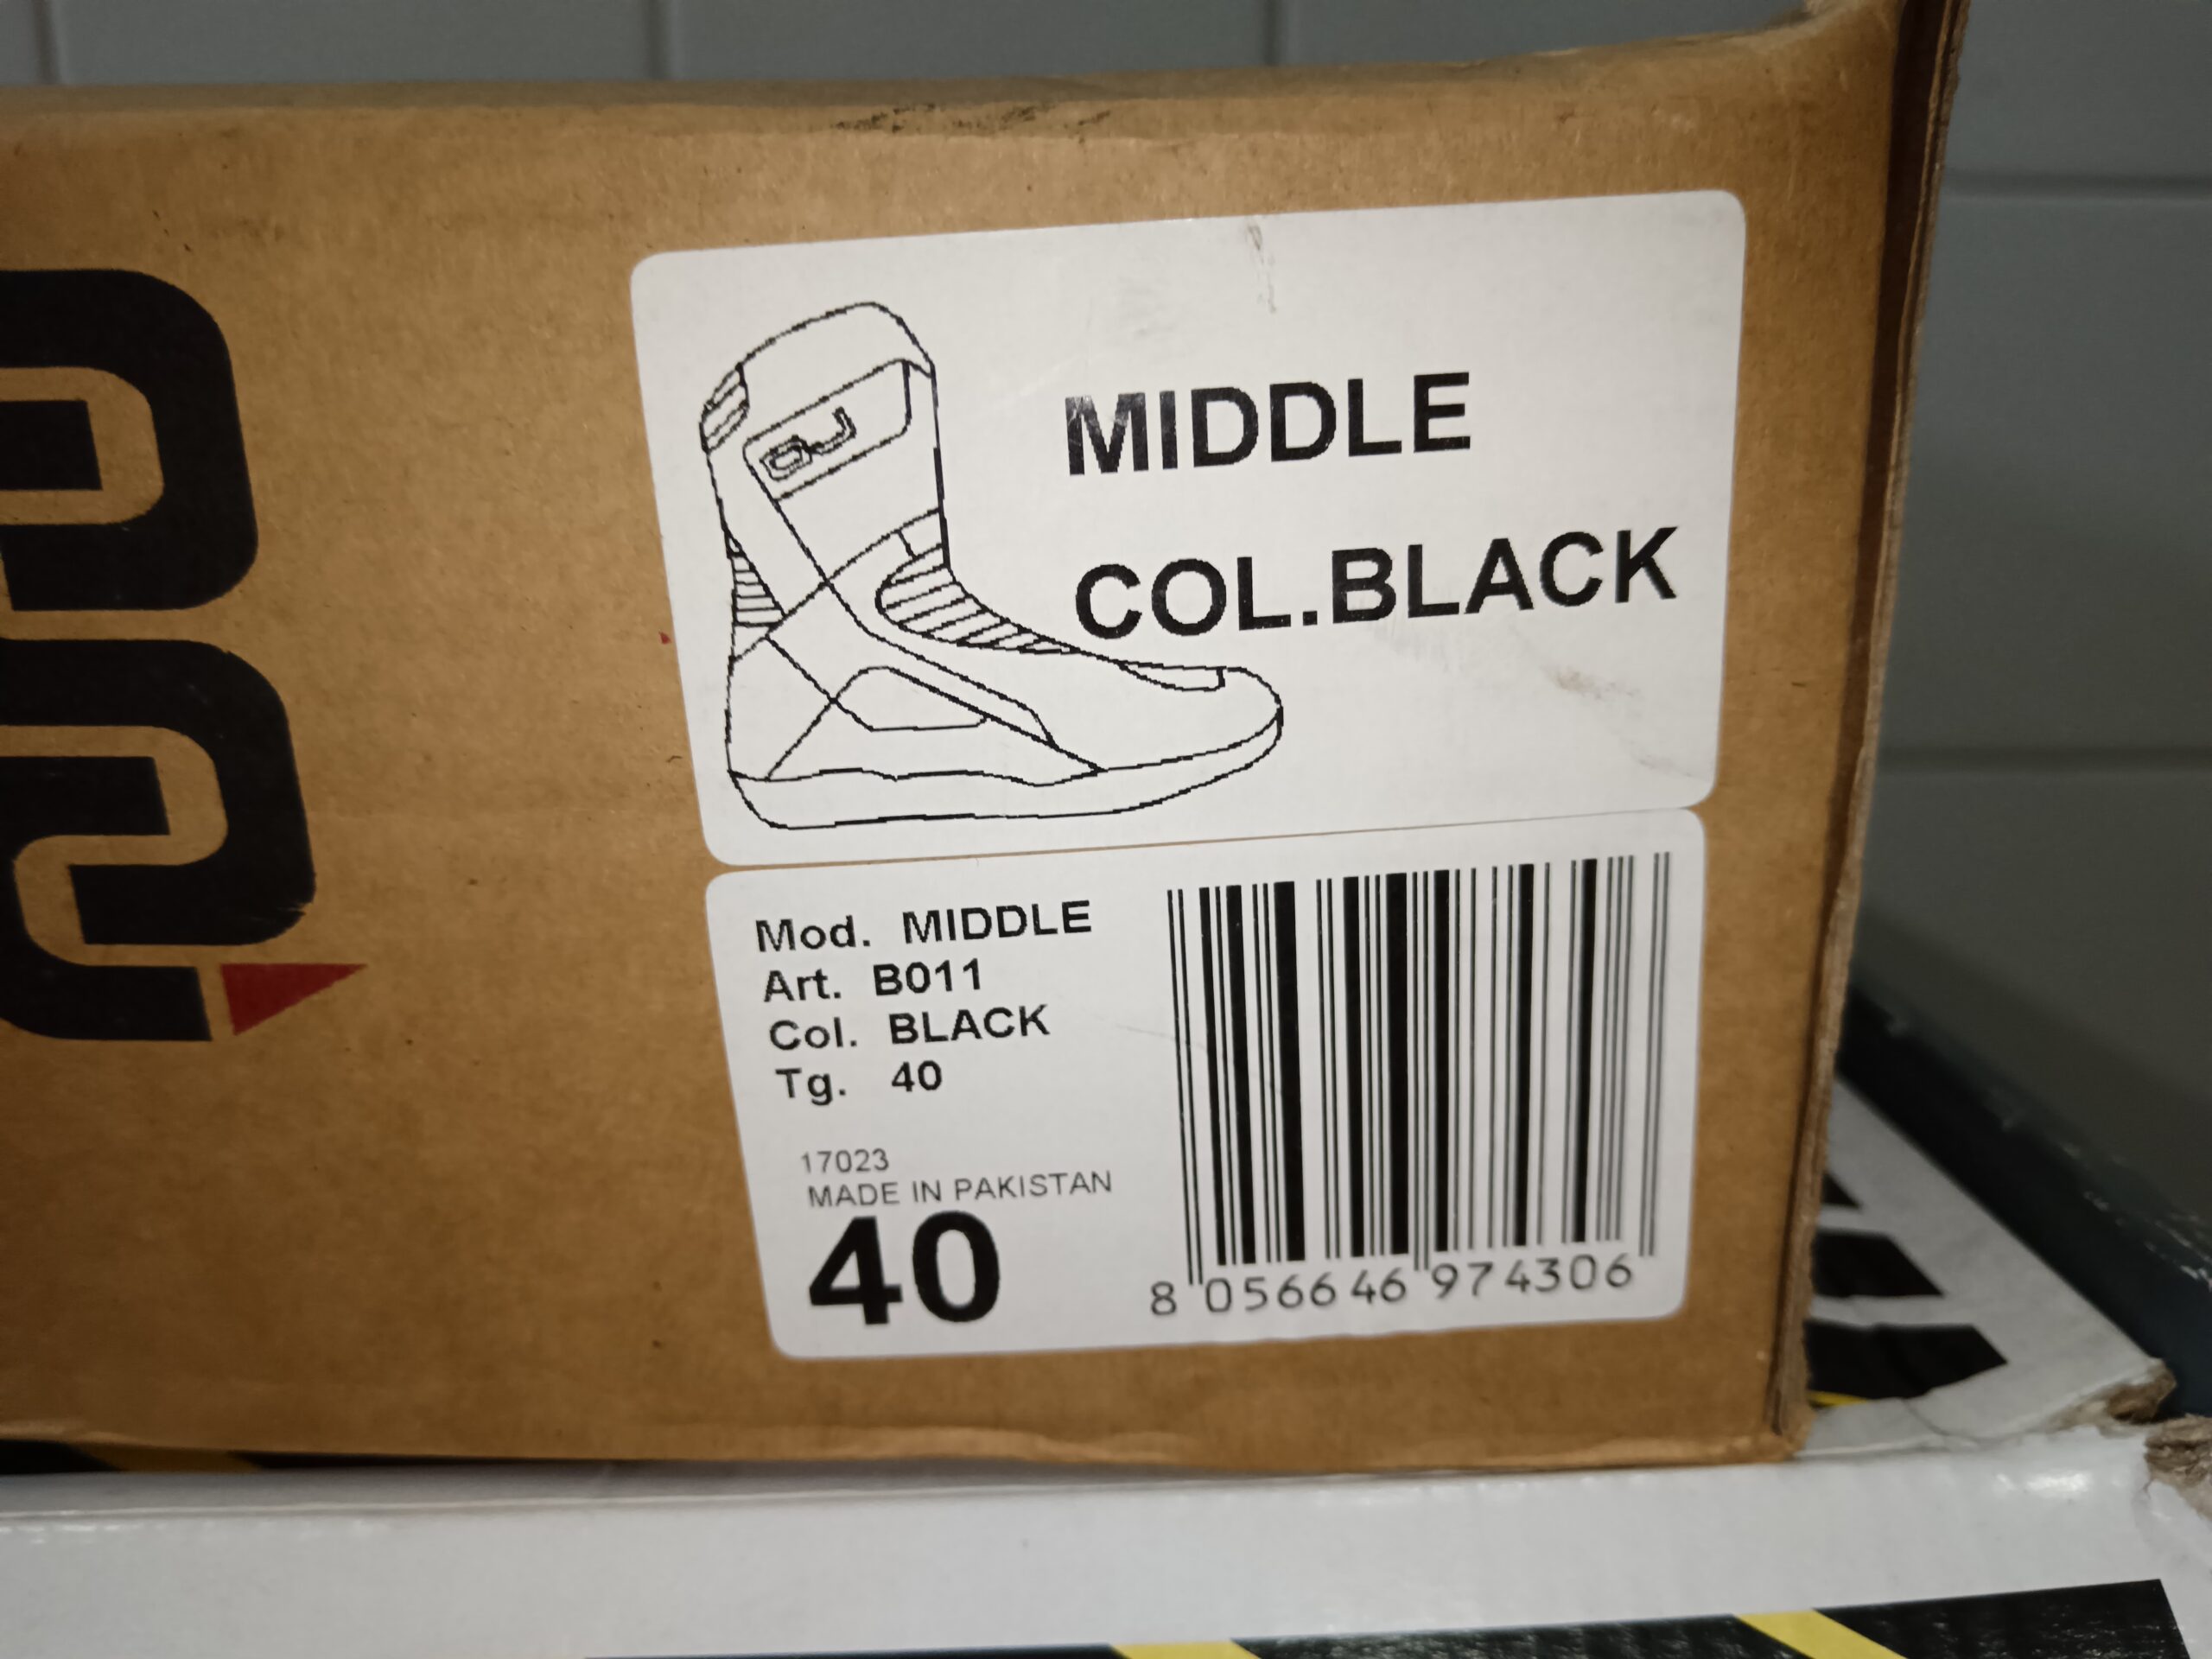 OJ
MIDDLE
COL.BLACK
Mod. MIDDLE
Art. B011
Col. BLACK
Tg. 40
17023
MADE IN PAKISTAN
40
8 056646 974306